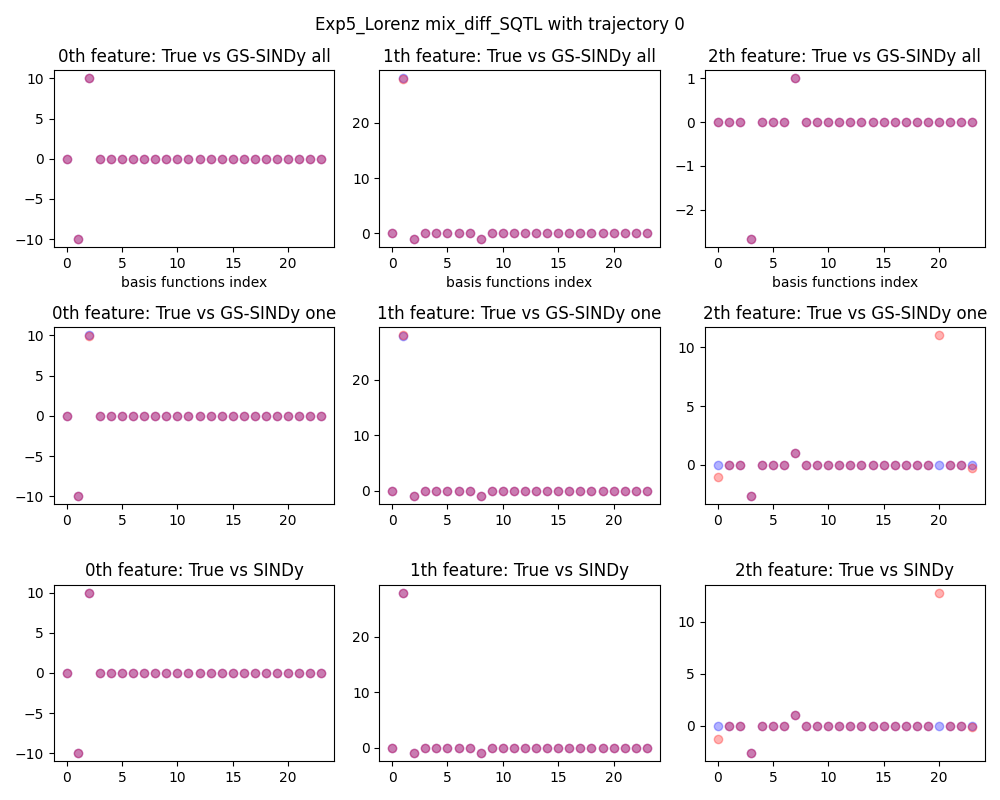 Exp5_Lorenz mix_diff_SQTL with trajectory 0
0th feature: True vs GS-SINDy all
1th feature: True vs GS-SINDy all
2th feature: True vs GS-SINDy all
10
5
0
−5
−10
0 5 10 15 20
basis functions index
20
10
0
0 5 10 15 20
basis functions index
1
0
−1
−2
0 5 10 15 20
basis functions index
0th feature: True vs GS-SINDy one
1th feature: True vs GS-SINDy one
2th feature: True vs GS-SINDy one
10
5
0
−5
−10
0 5 10 15 20
20
10
0
0 5 10 15 20
10
5
0
0 5 10 15 20
0th feature: True vs SINDy
1th feature: True vs SINDy
2th feature: True vs SINDy
10
5
0
−5
−10
0 5 10 15 20
20
10
0
0 5 10 15 20
10
5
0
0 5 10 15 20